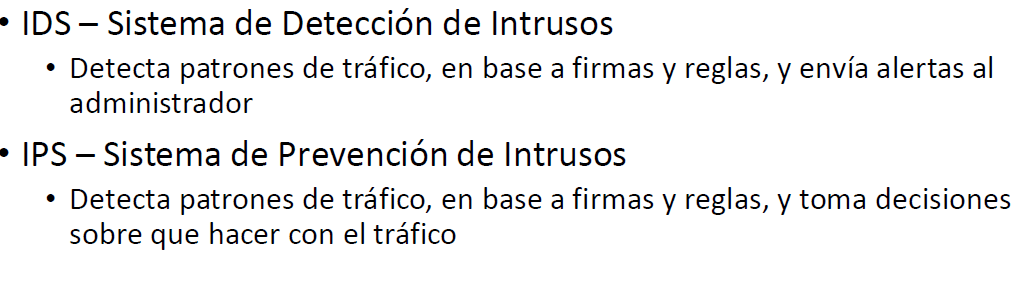 • IDS – Sistema de Detección de Intrusos
• Detecta patrones de tráfico, en base a firmas y reglas, y envía alertas al
administrador
• IPS – Sistema de Prevención de Intrusos
• Detecta patrones de tráfico, en base a firmas y reglas, y toma decisiones
sobre que hacer con el tráfico